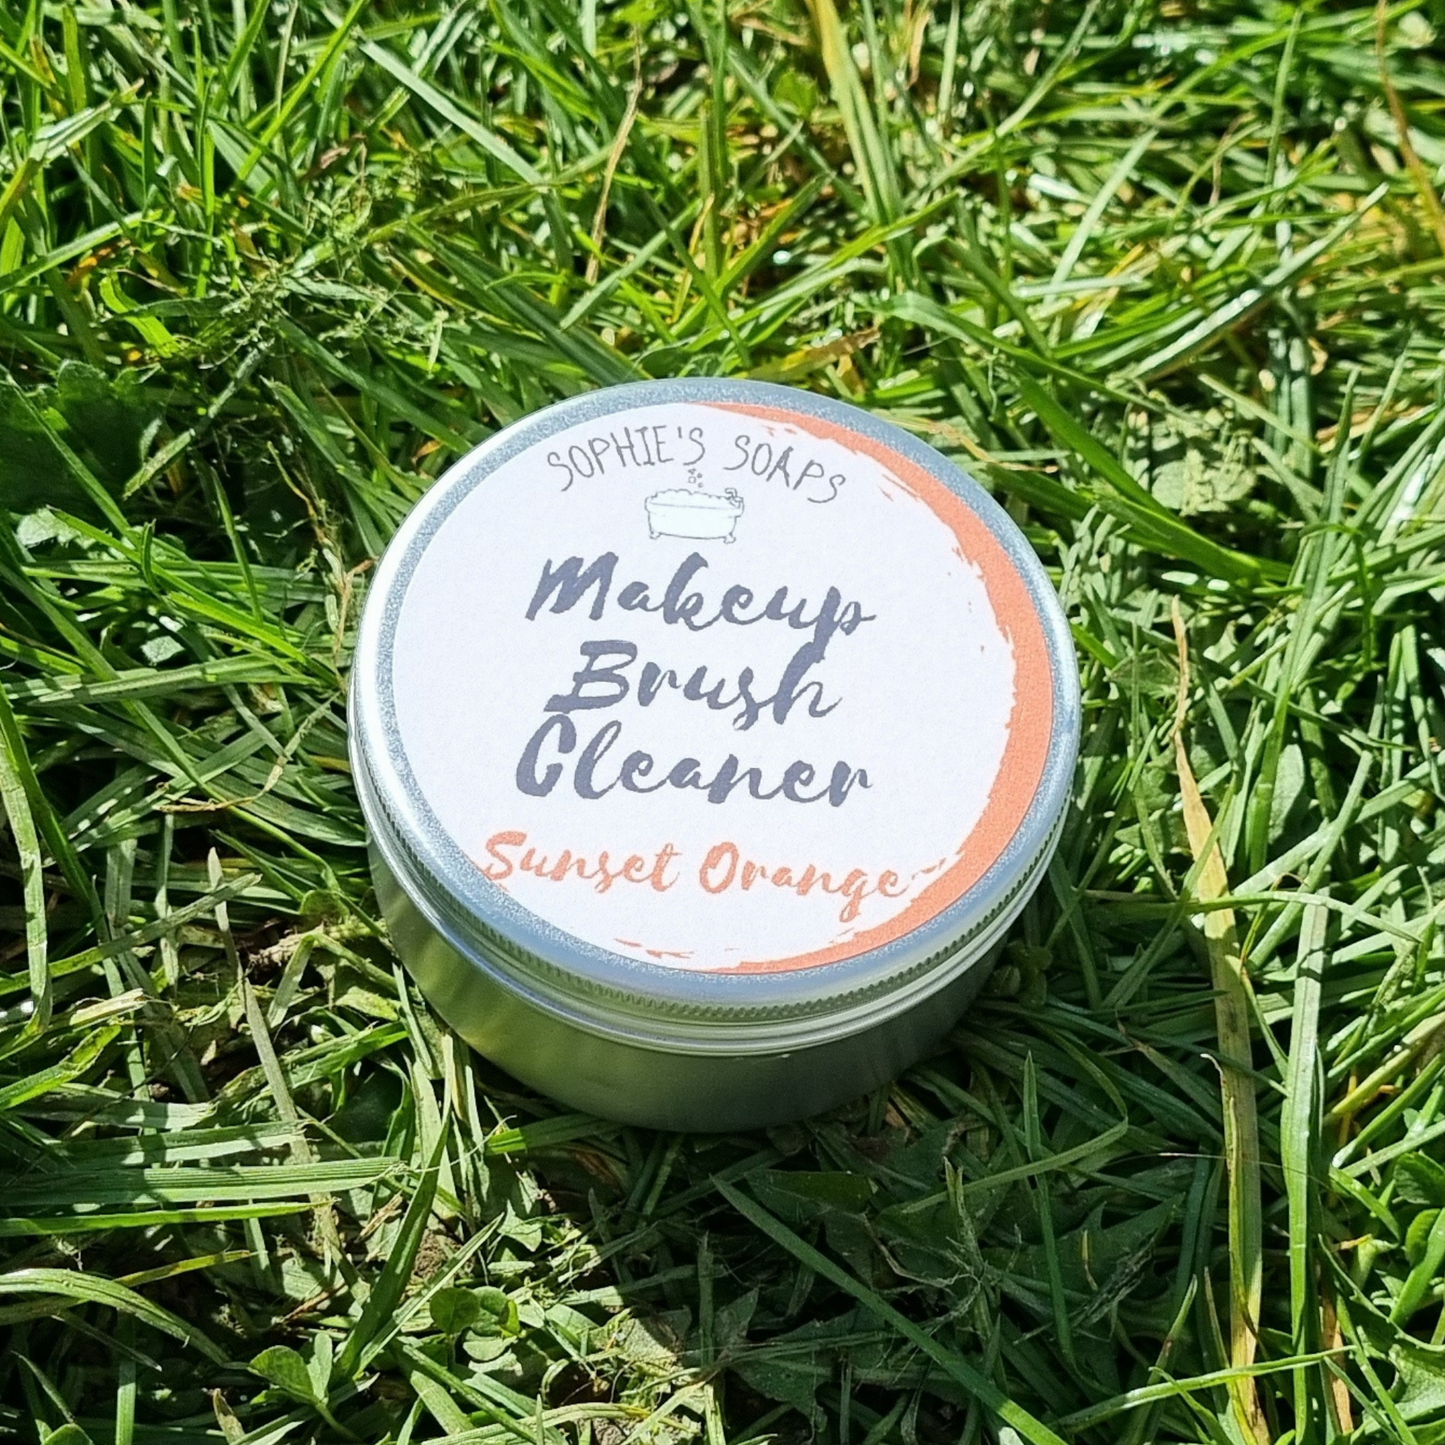 SOPHIE'S SOAPS
Makeup
Brush
Cleaner
Sunset Orange